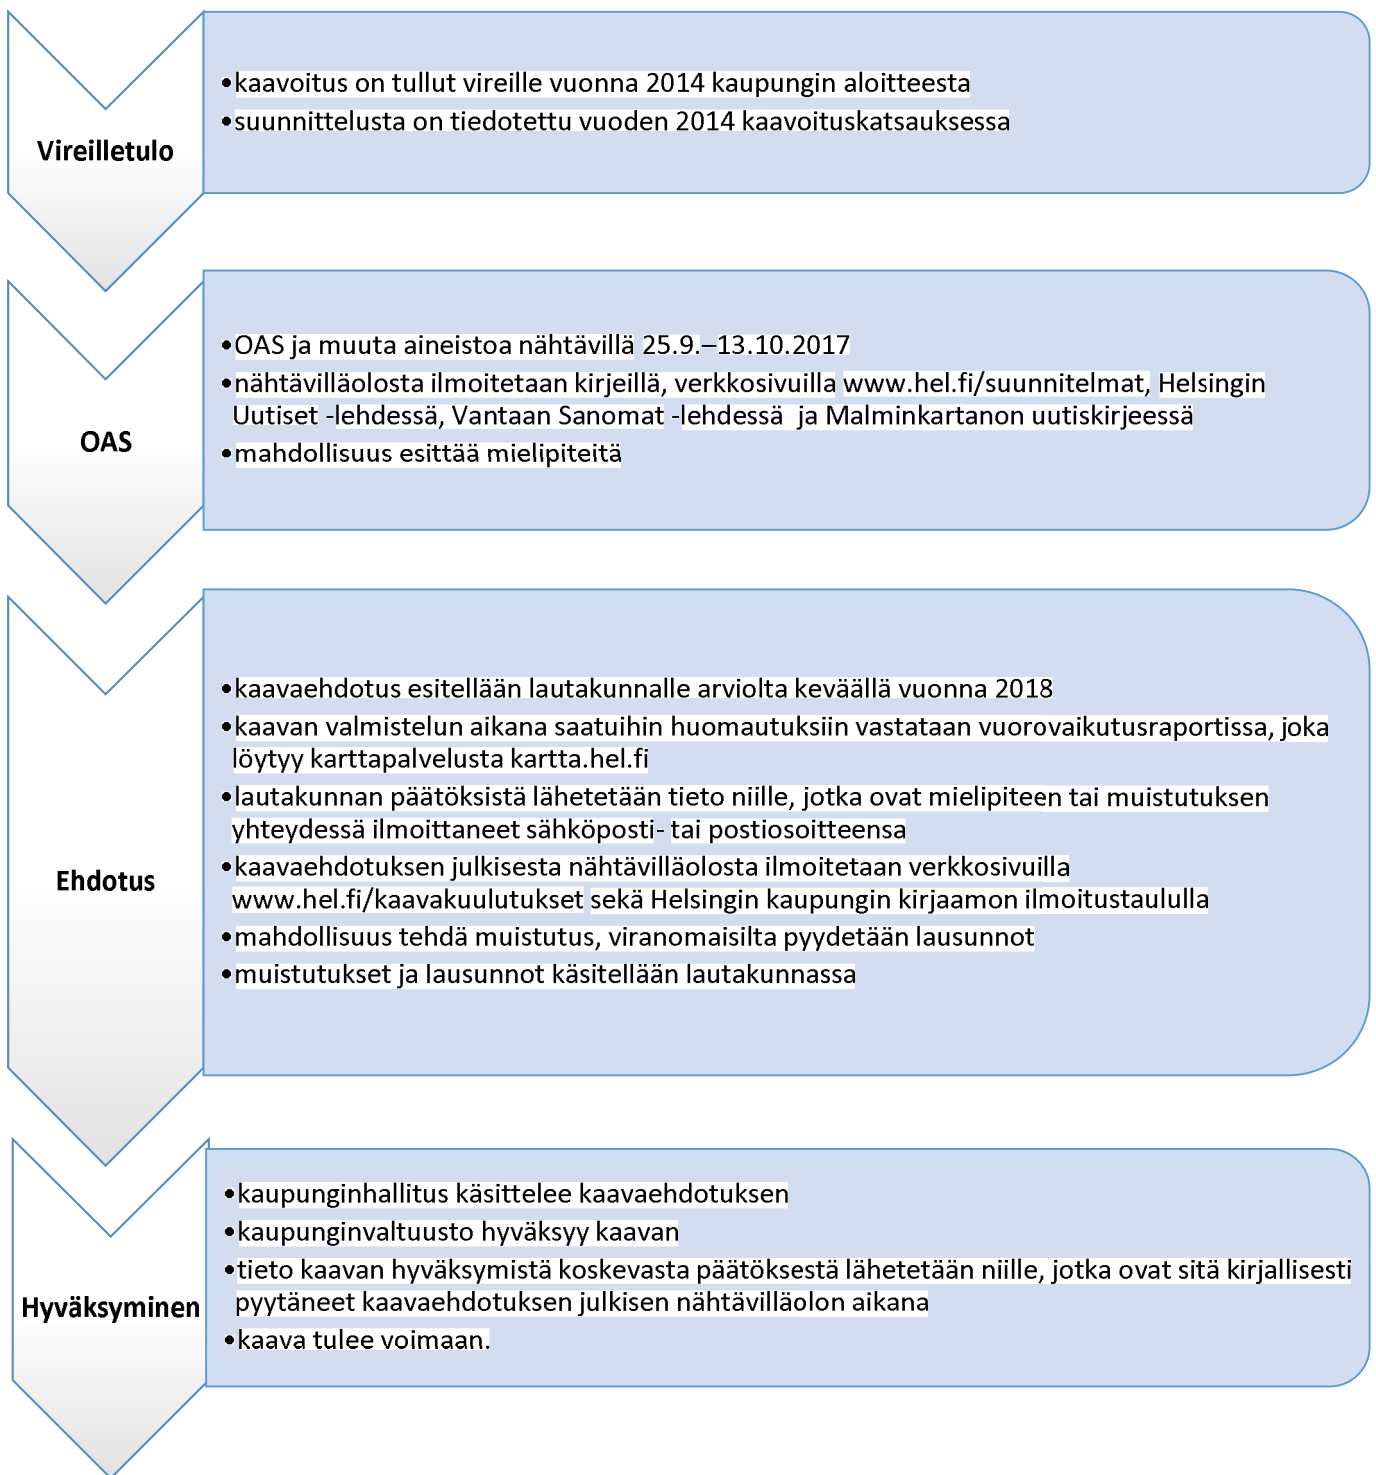 Vireilletulo
•kaavoitus on tullut vireille vuonna 2014 kaupungin aloitteesta
•suunnittelusta on tiedotettu vuoden 2014 kaavoituskatsauksessa
OAS
•OAS ja muuta aineistoa nähtävillä 25.9.–13.10.2017
•nähtävilläolosta ilmoitetaan kirjeillä, verkkosivuilla www.hel.fi/suunnitelmat, Helsingin
Uutiset -lehdessä, Vantaan Sanomat -lehdessä ja Malminkartanon uutiskirjeessä
•mahdollisuus esittää mielipiteitä
Ehdotus
•kaavaehdotus esitellään lautakunnalle arviolta keväällä vuonna 2018
•kaavan valmistelun aikana saatuihin huomautuksiin vastataan vuorovaikutusraportissa, joka
löytyy karttapalvelusta kartta.hel.fi
•lautakunnan päätöksistä lähetetään tieto niille, jotka ovat mielipiteen tai muistutuksen
yhteydessä ilmoittaneet sähköposti- tai postiosoitteensa
•kaavaehdotuksen julkisesta nähtävilläolosta ilmoitetaan verkkosivuilla
www.hel.fi/kaavakuulutukset sekä Helsingin kaupungin kirjaamon ilmoitustaululla
•mahdollisuus tehdä muistutus, viranomaisilta pyydetään lausunnot
•muistutukset ja lausunnot käsitellään lautakunnassa
Hyväksyminen
•kaupunginhallitus käsittelee kaavaehdotuksen
•kaupunginvaltuusto hyväksyy kaavan
•tieto kaavan hyväksymistä koskevasta päätöksestä lähetetään niille, jotka ovat sitä kirjallisesti
pyytäneet kaavaehdotuksen julkisen nähtävilläolon aikana
•kaava tulee voimaan.